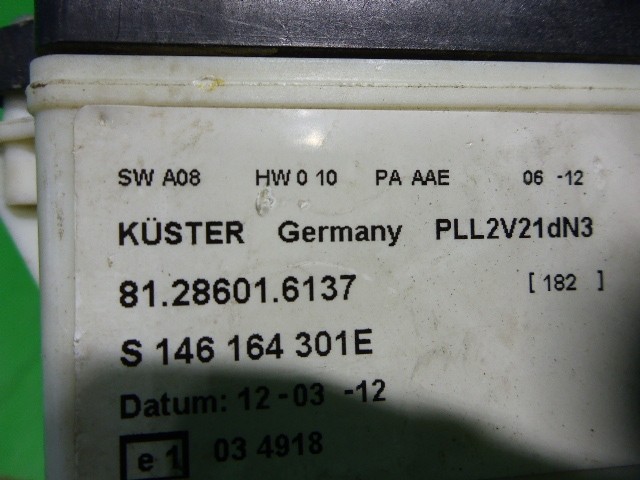 SW A08 HW 0 10 PA AAE 06 -12
KÜSTER Germany PLL2V21dN3
81.28601.6137 [ 182 ]
S 146 164 301E
Datum: 12-03 -12
e 1 03 4918